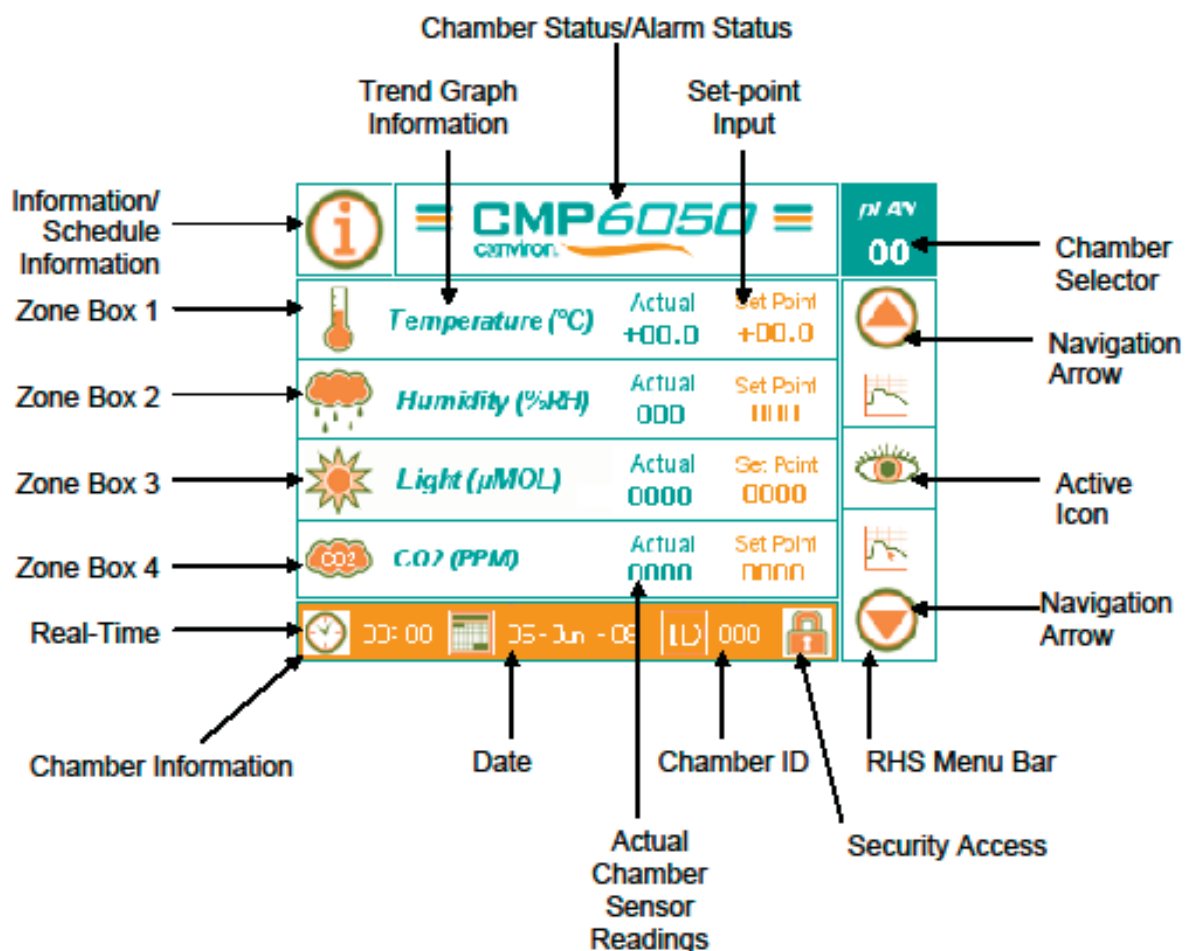 Chamber Status/Alarm Status
Trend Graph
Information
Set-point
Input
Information/
Schedule
Information
CMP6050
conviron
pLAN
00
Chamber
Selector
Zone Box 1
Temperature (°C)
Actual
+00.0
Set Point
+00.0
Navigation
Arrow
Zone Box 2
Humidity (%RH)
Actual
000
Set Point
Zone Box 3
Light (µMOL)
Actual
0000
Set Point
0000
Active
Icon
Zone Box 4
CO2
CO2 (PPM)
Actual
0000
Set Point
0000
Navigation
Arrow
Real-Time
00:00
05-Jun-08
ID
000
Chamber Information
Date
Chamber ID
RHS Menu Bar
Actual
Chamber
Sensor
Readings
Security Access